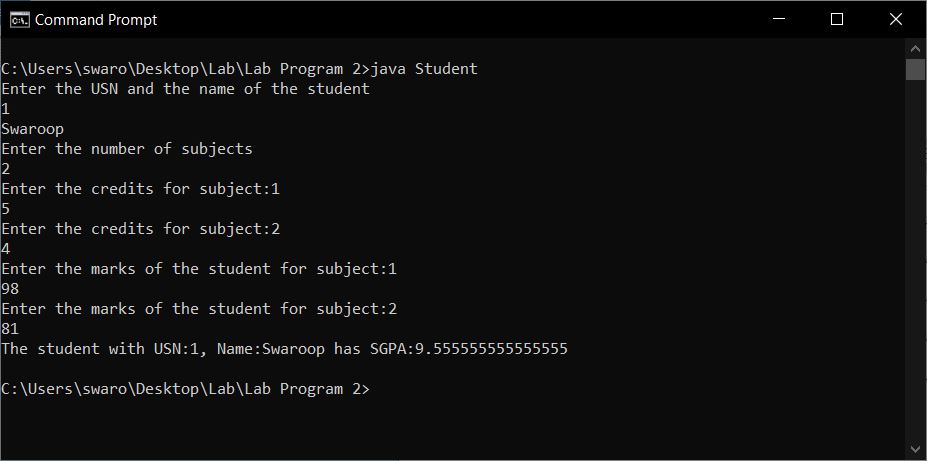 Command Prompt
C:\Users\swaro\Desktop\Lab\Lab Program 2>java Student
Enter the USN and the name of the student
1
Swaroop
Enter the number of subjects
2
Enter the credits for subject:1
5
Enter the credits for subject:2
4
Enter the marks of the student for subject:1
98
Enter the marks of the student for subject:2
81
The student with USN:1, Name:Swaroop has SGPA:9.555555555555555
C:\Users\swaro\Desktop\Lab\Lab Program 2>